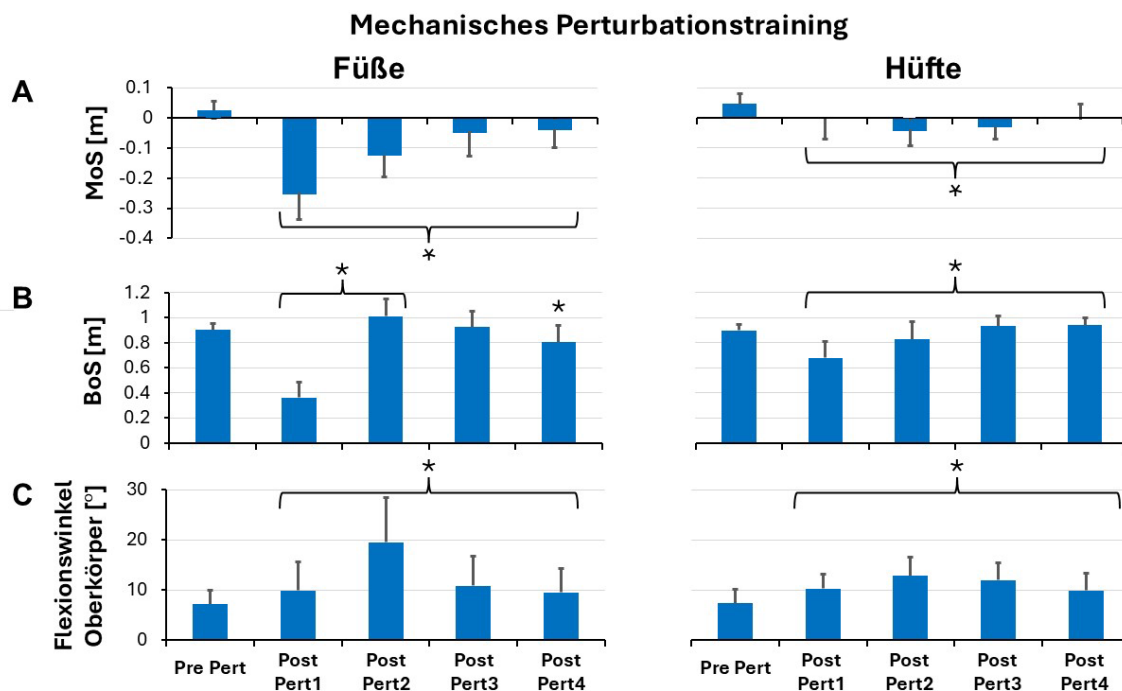 Mechanisches Perturbationstraining
Füße
Hüfte
A
MoS [m]
0.1
0
-0.1
-0.2
-0.3
-0.4
*
*
B
BoS [m]
1.2
1
0.8
0.6
0.4
0.2
0
*
*
*
C
Flexionswinkel
Oberkörper [°]
30
20
10
0
*
*
Pre Pert
Post
Pert1
Post
Pert2
Post
Pert3
Post
Pert4
Pre Pert
Post
Pert1
Post
Pert2
Post
Pert3
Post
Pert4